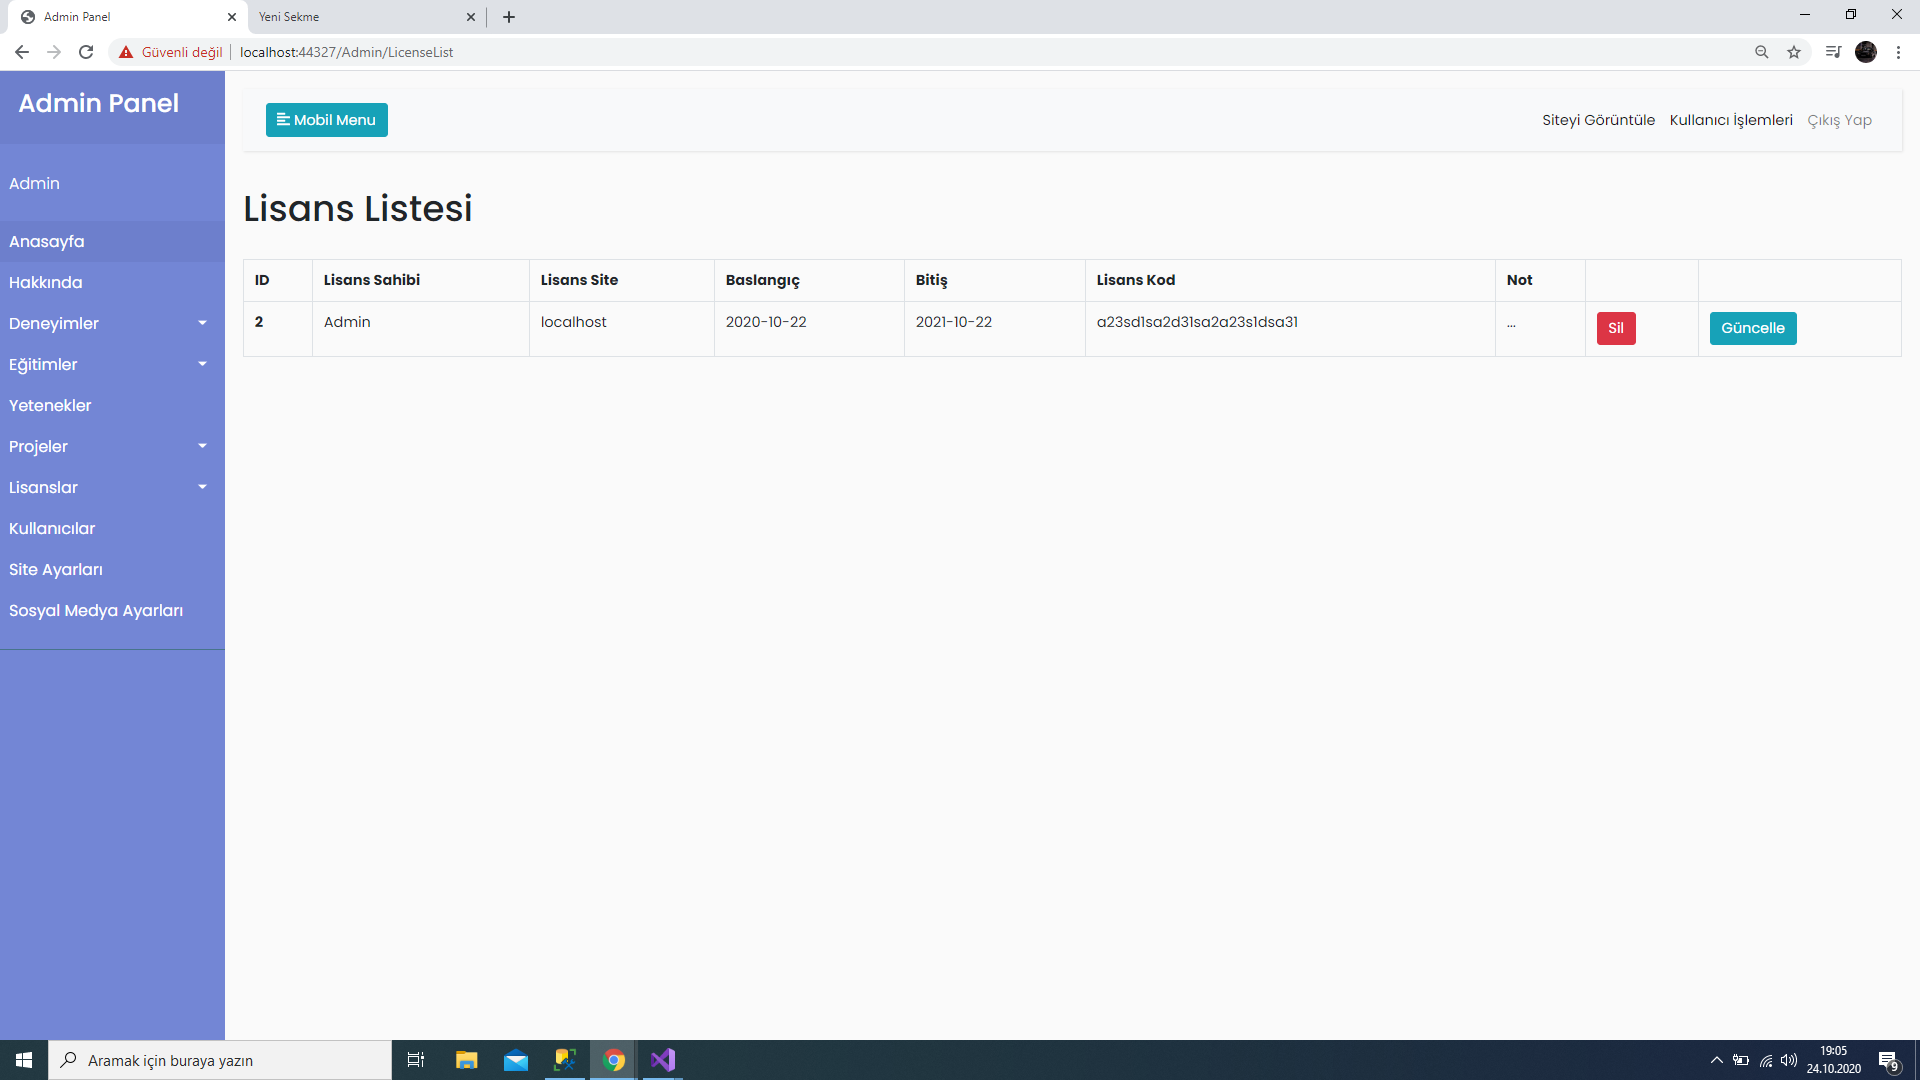 Admin Panel
Yeni Sekme
Güvenli değil
localhost:44327/Admin/LicenseList
Admin Panel
Mobil Menu
Siteyi Görüntüle
Kullanıcı İşlemleri
Çıkış Yap
Admin
Anasayfa
Hakkında
Deneyimler
Eğitimler
Yetenekler
Projeler
Lisanslar
Kullanıcılar
Site Ayarları
Sosyal Medya Ayarları
Lisans Listesi
ID Lisans Sahibi Lisans Site Baslangıç Bitiş Lisans Kod Not
2 Admin localhost 2020-10-22 2021-10-22 a23sd1sa2d31sa2a23s1dsa31 ... Sil Güncelle
Aramak için buraya yazın
19:05
24.10.2020
9